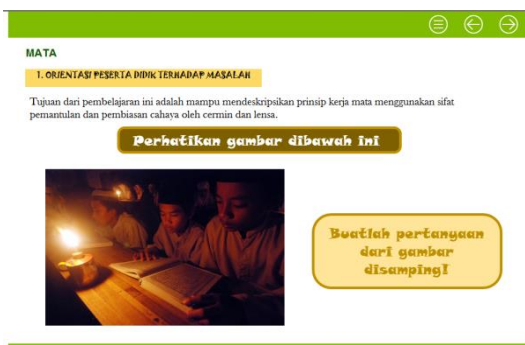 MATA
1. ORIENTASI PESERTA DIDIK TERHADAP MASALAH
Tujuan dari pembelajaran ini adalah mampu mendeskripsikan prinsip kerja mata menggunakan sifat
pemantulan dan pembiasan cahaya oleh cermin dan lensa.
Perhatikan gambar dibawah ini
Buatlah pertanyaan
dari gambar
disamping!